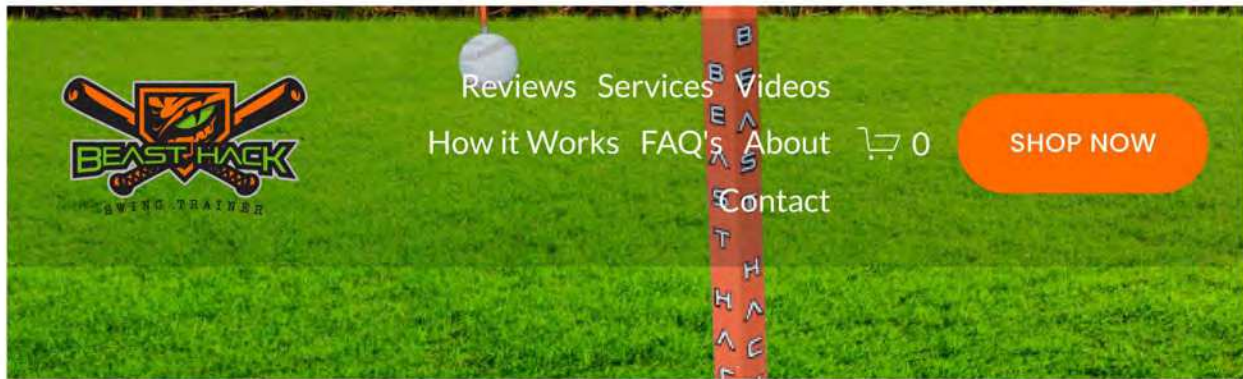 Reviews Services Videos
BEAST HACK
SWING TRAINER
How it Works FAQ's About
0
SHOP NOW
Contact
BEAST HAC
BEAST HACK